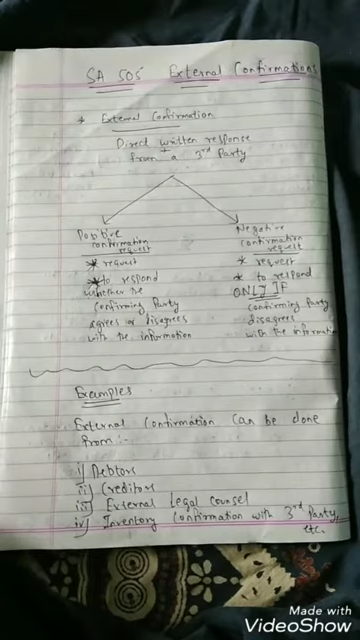 SA 505 External Confirmations
* External Confirmation
Direct written response
from a 3rd Party
Positive
confirmation
request
* request
* to respond
whether the
confirming Party
agrees or disagrees
with the information
Negative
confirmation
request
* request
* to respond
ONLY IF
confirming Party
disagrees
with the information
Examples
External Confirmation can be done
from:-
i) Debtors
ii) Creditors
iii) External legal counsel
iv) Inventory Confirmation with 3rd Party,
etc.
Made with
VideoShow